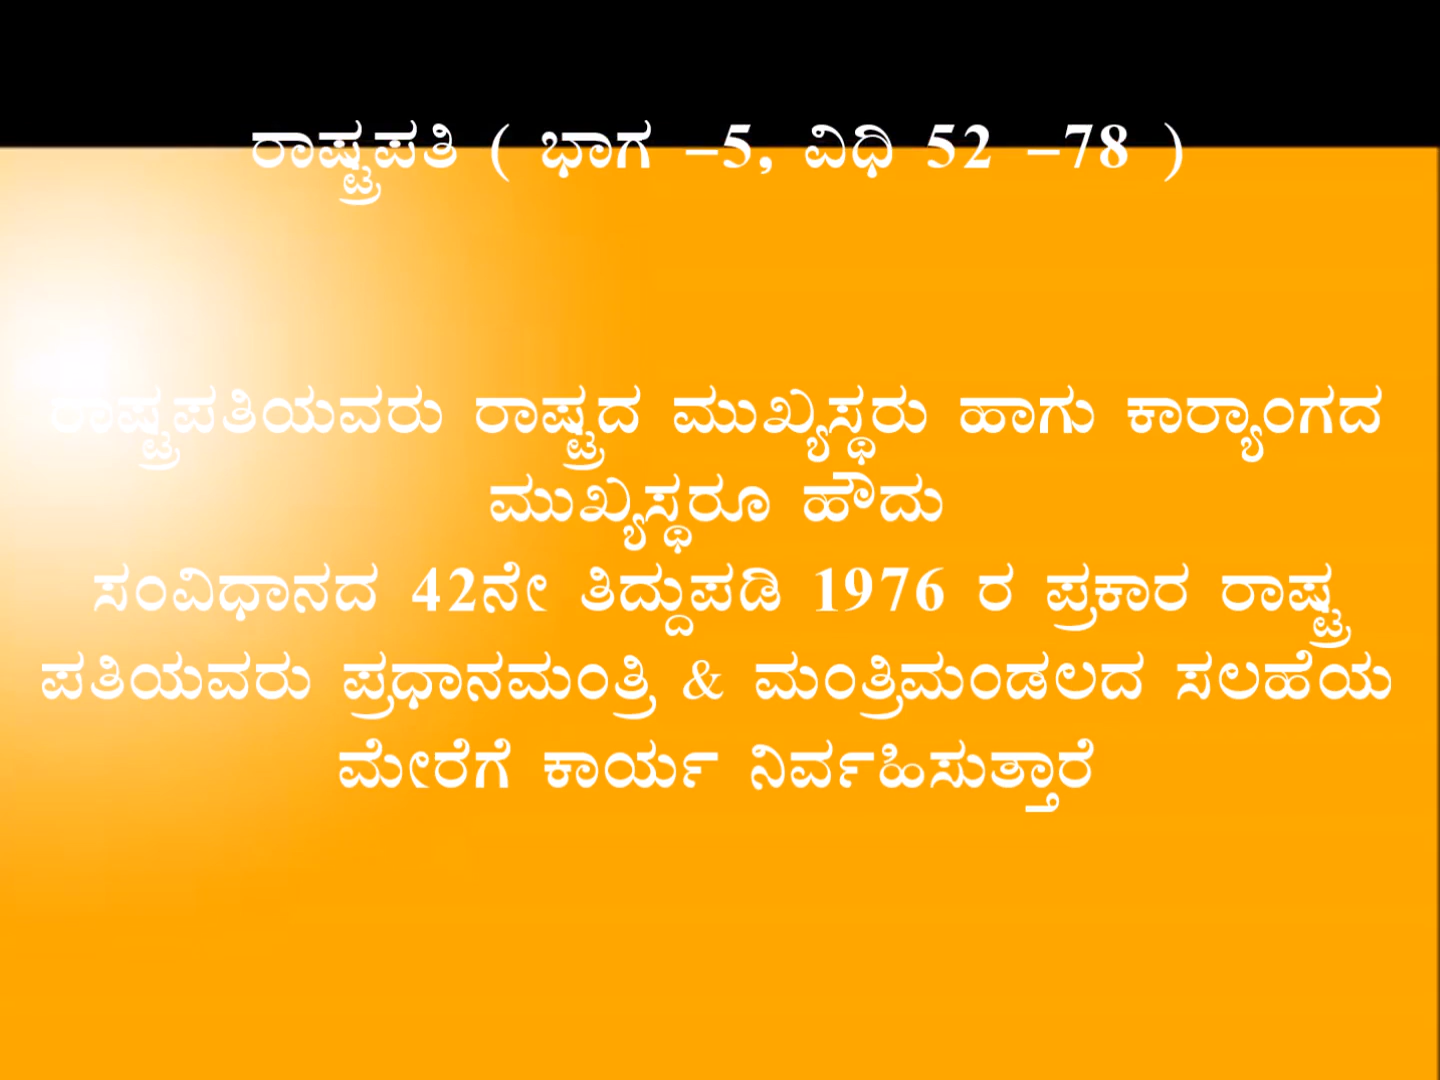 ರಾಷ್ಟ್ರಪತಿ ( ಭಾಗ –5, ವಿಧಿ 52 –78 )
ರಾಷ್ಟ್ರಪತಿಯವರು ರಾಷ್ಟ್ರದ ಮುಖ್ಯಸ್ಥರು ಹಾಗು ಕಾರ‍್ಯಾಂಗದ
ಮುಖ್ಯಸ್ಥರೂ ಹೌದು
ಸಂವಿಧಾನದ 42ನೇ ತಿದ್ದುಪಡಿ 1976 ರ ಪ್ರಕಾರ ರಾಷ್ಟ್ರ
ಪತಿಯವರು ಪ್ರಧಾನಮಂತ್ರಿ & ಮಂತ್ರಿಮಂಡಲದ ಸಲಹೆಯ
ಮೇರೆಗೆ ಕಾರ್ಯ ನಿರ್ವಹಿಸುತ್ತಾರೆ